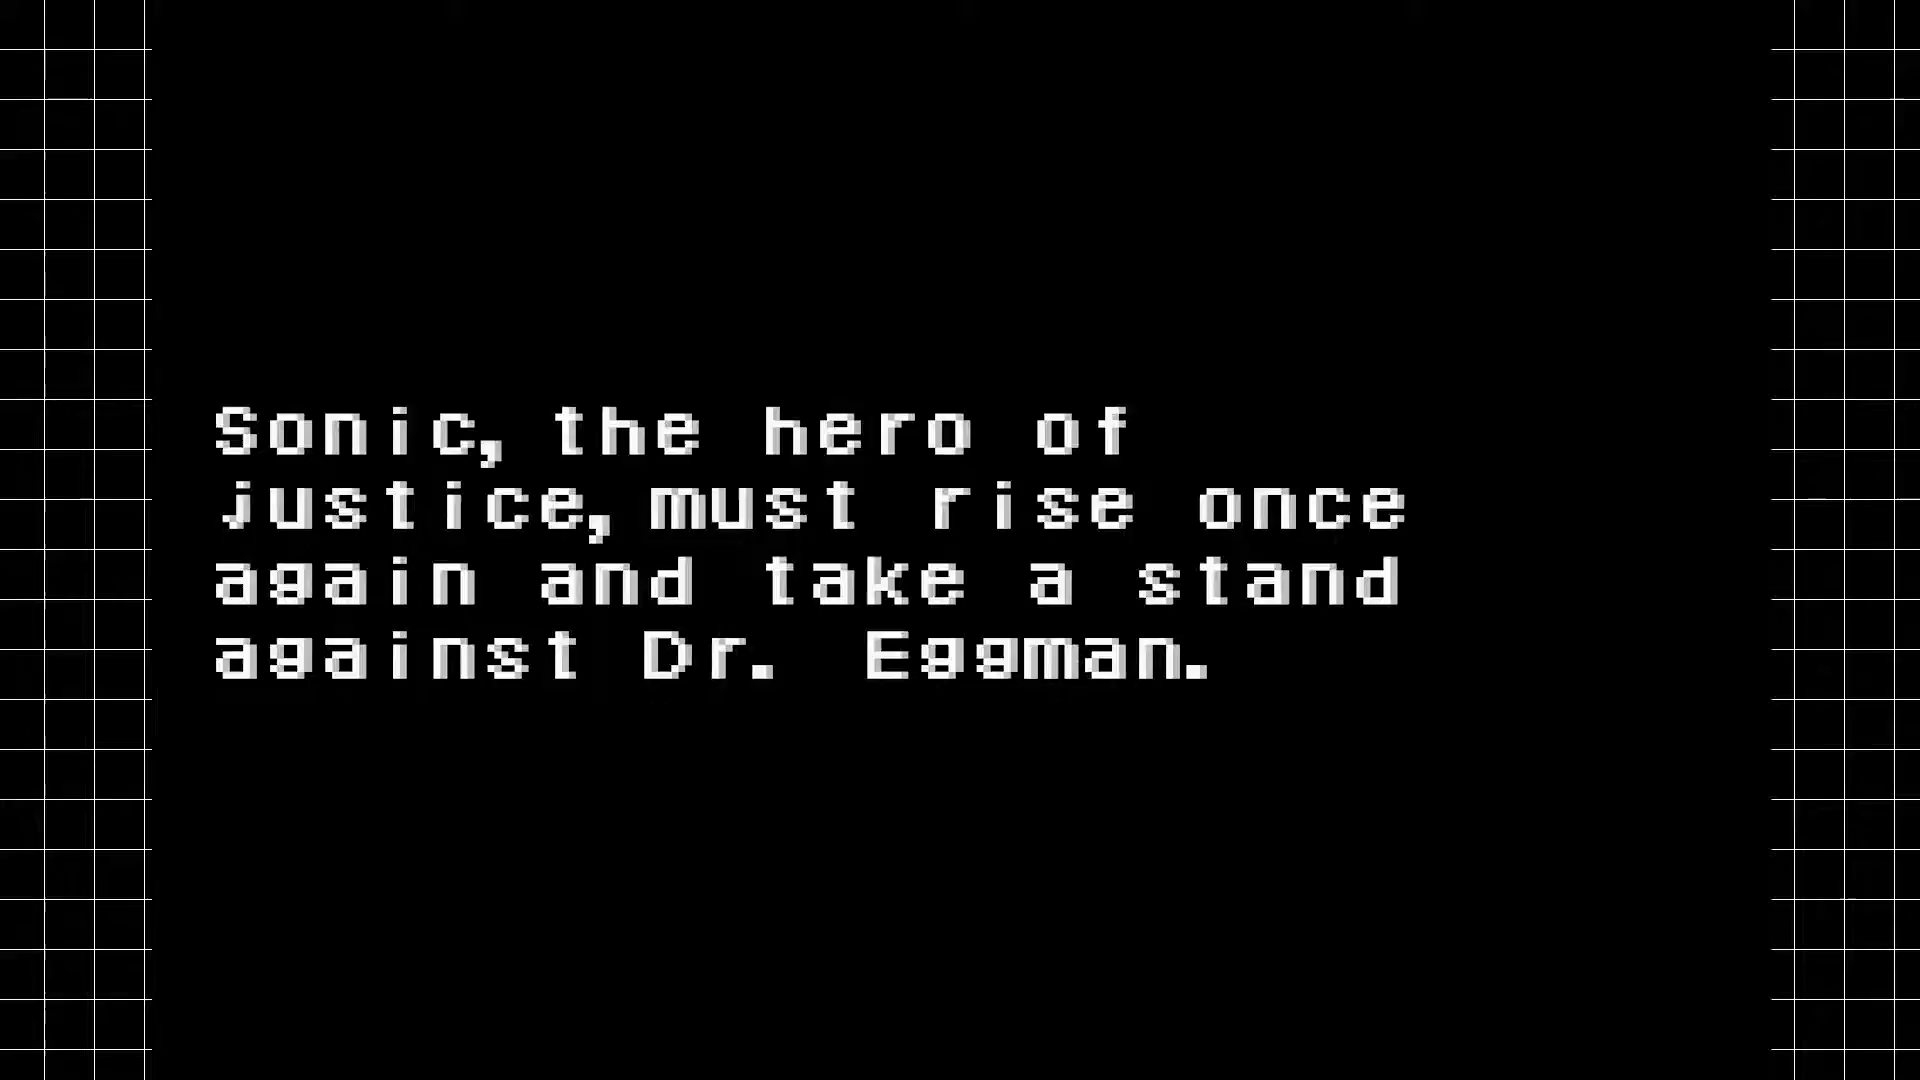 Sonic, the hero of
justice, must rise once
again and take a stand
against Dr. Eggman.